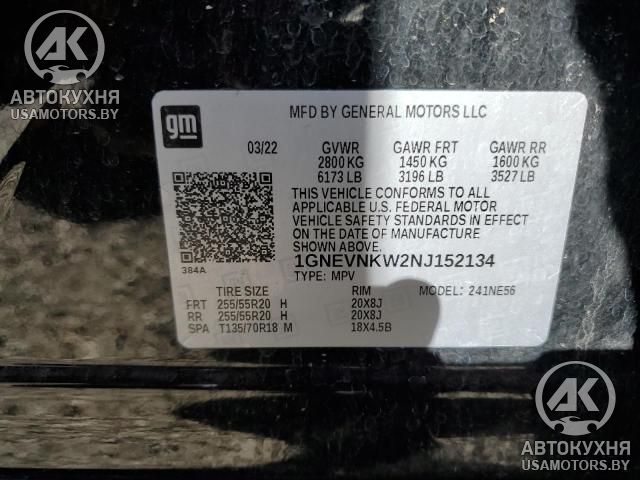 AK
АВТОКУХНЯ
USAMOTORS.BY
gm
MFD BY GENERAL MOTORS LLC
03/22 GVWR GAWR FRT GAWR RR
2800 KG 1450 KG 1600 KG
6173 LB 3196 LB 3527 LB
THIS VEHICLE CONFORMS TO ALL
APPLICABLE U.S. FEDERAL MOTOR
VEHICLE SAFETY STANDARDS IN EFFECT
ON THE DATE OF MANUFACTURE
SHOWN ABOVE.
384A
1GNEVNKW2NJ152134
TYPE: MPV
MODEL: 241NE56
TIRE SIZE RIM
FRT 255/55R20 H 20X8J
RR 255/55R20 H 20X8J
SPA T135/70R18 M 18X4.5B
AK
АВТОКУХНЯ
USAMOTORS.BY